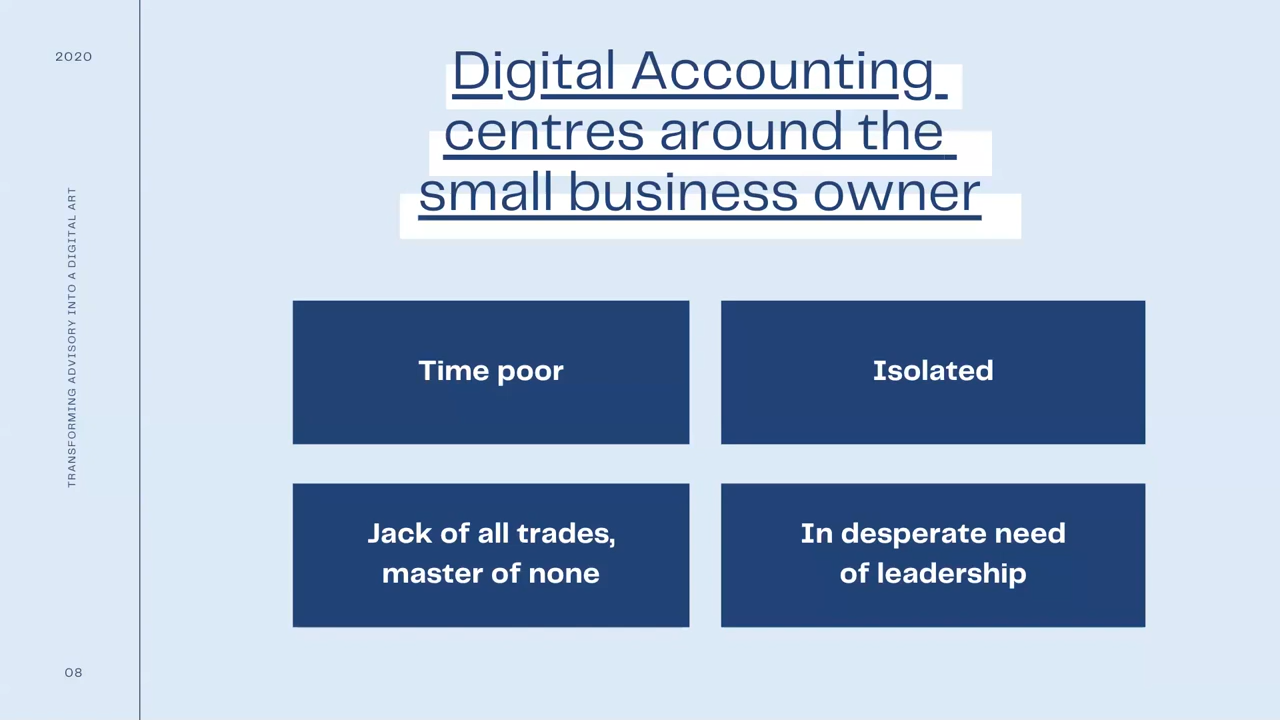 2020
TRANSFORMING ADVISORY INTO A DIGITAL ART
08
Digital Accounting
centres around the
small business owner
Time poor
Isolated
Jack of all trades,
master of none
In desperate need
of leadership